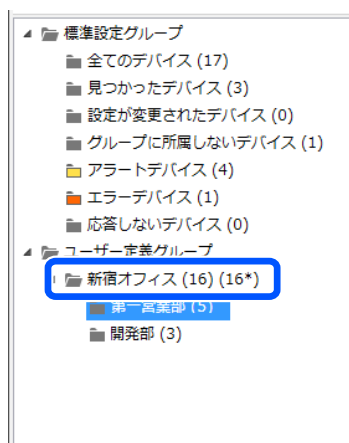 標準設定グループ
全てのデバイス (17)
見つかったデバイス (3)
設定が変更されたデバイス (0)
グループに所属しないデバイス (1)
アラートデバイス (4)
エラーデバイス (1)
応答しないデバイス (0)
ユーザー定義グループ
新宿オフィス (16) (16*)
第一営業部 (5)
開発部 (3)